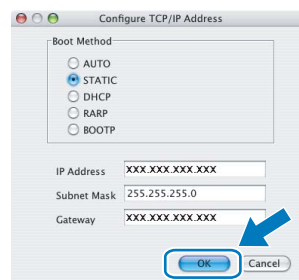 Configure TCP/IP Address
Boot Method
AUTO
STATIC
DHCP
RARP
BOOTP
IP Address XXX.XXX.XXX.XXX
Subnet Mask 255.255.255.0
Gateway XXX.XXX.XXX.XXX
OK Cancel